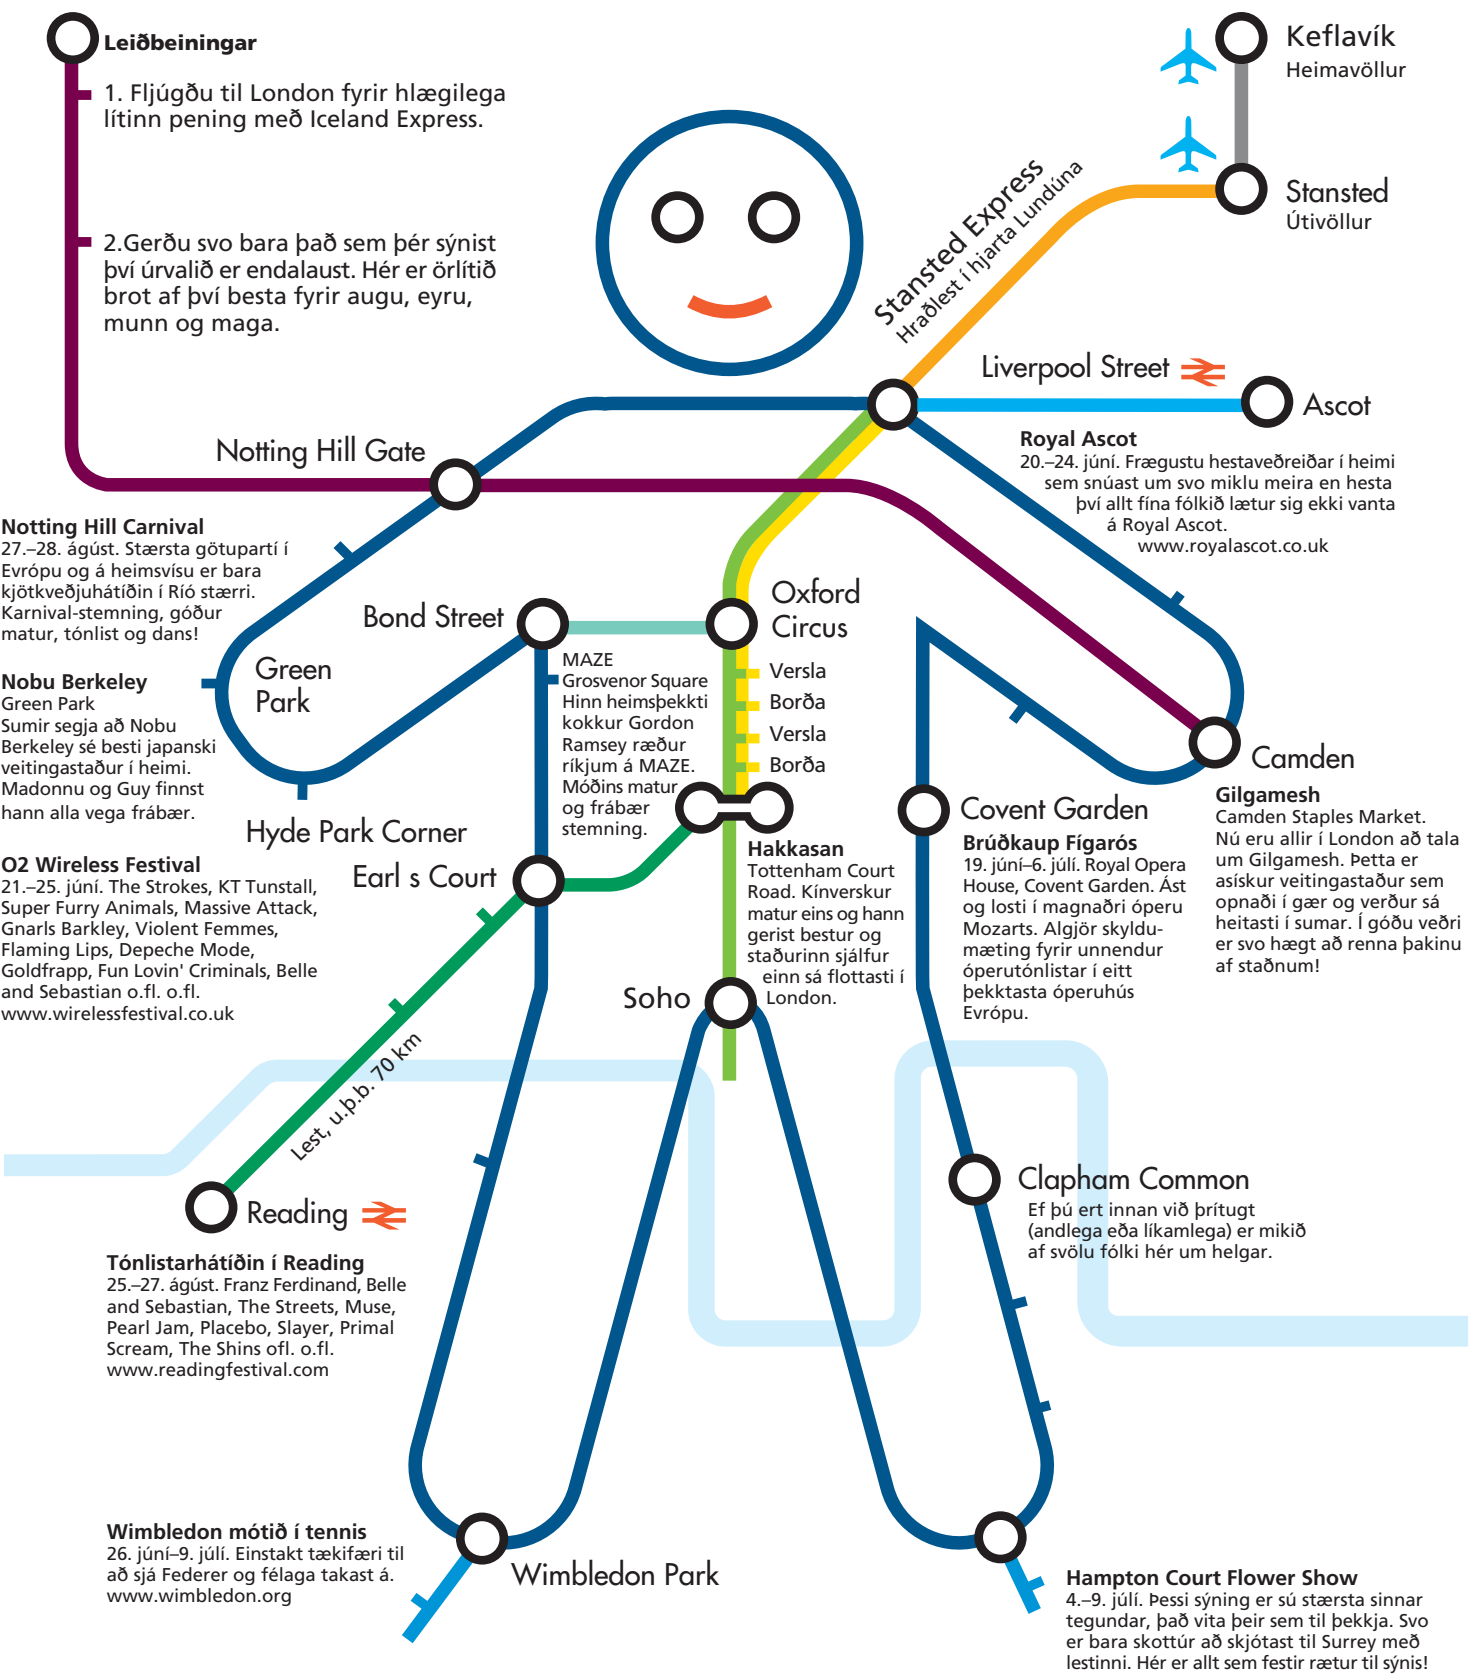 Leiðbeiningar
1. Fljúgðu til London fyrir hlægilega
lítinn pening með Iceland Express.
2.Gerðu svo bara það sem þér sýnist
því úrvalið er endalaust. Hér er örlítið
brot af því besta fyrir augu, eyru,
munn og maga.
Keflavík
Heimavöllur
Stansted
Útivöllur
Stansted Express
Hraðlest í hjarta Lundúna
Liverpool Street
Ascot
Royal Ascot
20.–24. júní. Frægustu hestaveðreiðar í heimi
sem snúast um svo miklu meira en hesta
því allt fína fólkið lætur sig ekki vanta
á Royal Ascot.
www.royalascot.co.uk
Notting Hill Gate
Notting Hill Carnival
27.–28. ágúst. Stærsta götupartí í
Evrópu og á heimsvísu er bara
kjötkveðjuhátíðin í Ríó stærri.
Karnival-stemning, góður
matur, tónlist og dans!
Bond Street
Oxford
Circus
Green
Park
Nobu Berkeley
Green Park
Sumir segja að Nobu
Berkeley sé besti japanski
veitingastaður í heimi.
Madonnu og Guy finnst
hann alla vega frábær.
MAZE
Grosvenor Square
Hinn heimsþekkti
kokkur Gordon
Ramsey ræður
ríkjum á MAZE.
Móðins matur
og frábær
stemning.
Versla
Borða
Versla
Borða
Camden
Gilgamesh
Camden Staples Market.
Nú eru allir í London að tala
um Gilgamesh. Þetta er
asískur veitingastaður sem
opnaði í gær og verður sá
heitasti í sumar. Í góðu veðri
er svo hægt að renna þakinu
af staðnum!
Hyde Park Corner
Earl s Court
O2 Wireless Festival
21.–25. júní. The Strokes, KT Tunstall,
Super Furry Animals, Massive Attack,
Gnarls Barkley, Violent Femmes,
Flaming Lips, Depeche Mode,
Goldfrapp, Fun Lovin' Criminals, Belle
and Sebastian o.fl. o.fl.
www.wirelessfestival.co.uk
Hakkasan
Tottenham Court
Road. Kínverskur
matur eins og hann
gerist bestur og
staðurinn sjálfur
einn sá flottasti í
London.
Covent Garden
Brúðkaup Fígarós
19. júní–6. júlí. Royal Opera
House, Covent Garden. Ást
og losti í magnaðri óperu
Mozarts. Algjör skyldu-
mæting fyrir unnendur
óperutónlistar í eitt
þekktasta óperuhús
Evrópu.
Soho
Lest, u.þ.b. 70 km
Reading
Tónlistarhátíðin í Reading
25.–27. ágúst. Franz Ferdinand, Belle
and Sebastian, The Streets, Muse,
Pearl Jam, Placebo, Slayer, Primal
Scream, The Shins ofl. o.fl.
www.readingfestival.com
Clapham Common
Ef þú ert innan við þrítugt
(andlega eða líkamlega) er mikið
af svölu fólki hér um helgar.
Wimbledon mótið í tennis
26. júní–9. júlí. Einstakt tækifæri til
að sjá Federer og félaga takast á.
www.wimbledon.org
Wimbledon Park
Hampton Court Flower Show
4.–9. júlí. Þessi sýning er sú stærsta sinnar
tegundar, það vita þeir sem til þekkja. Svo
er bara skottúr að skjótast til Surrey með
lestinni. Hér er allt sem festir rætur til sýnis!